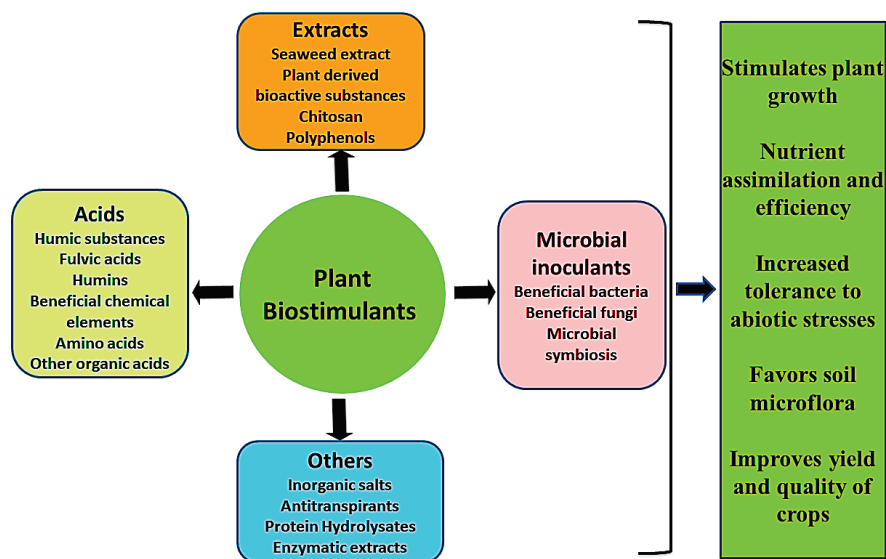 Extracts
Seaweed extract
Plant derived
bioactive substances
Chitosan
Polyphenols
Acids
Humic substances
Fulvic acids
Humins
Beneficial chemical
elements
Amino acids
Other organic acids
Plant
Biostimulants
Microbial
inoculants
Beneficial bacteria
Beneficial fungi
Microbial
symbiosis
Others
Inorganic salts
Antitranspirants
Protein Hydrolysates
Enzymatic extracts
Stimulates plant
growth
Nutrient
assimilation and
efficiency
Increased
tolerance to
abiotic stresses
Favors soil
microflora
Improves yield
and quality of
crops